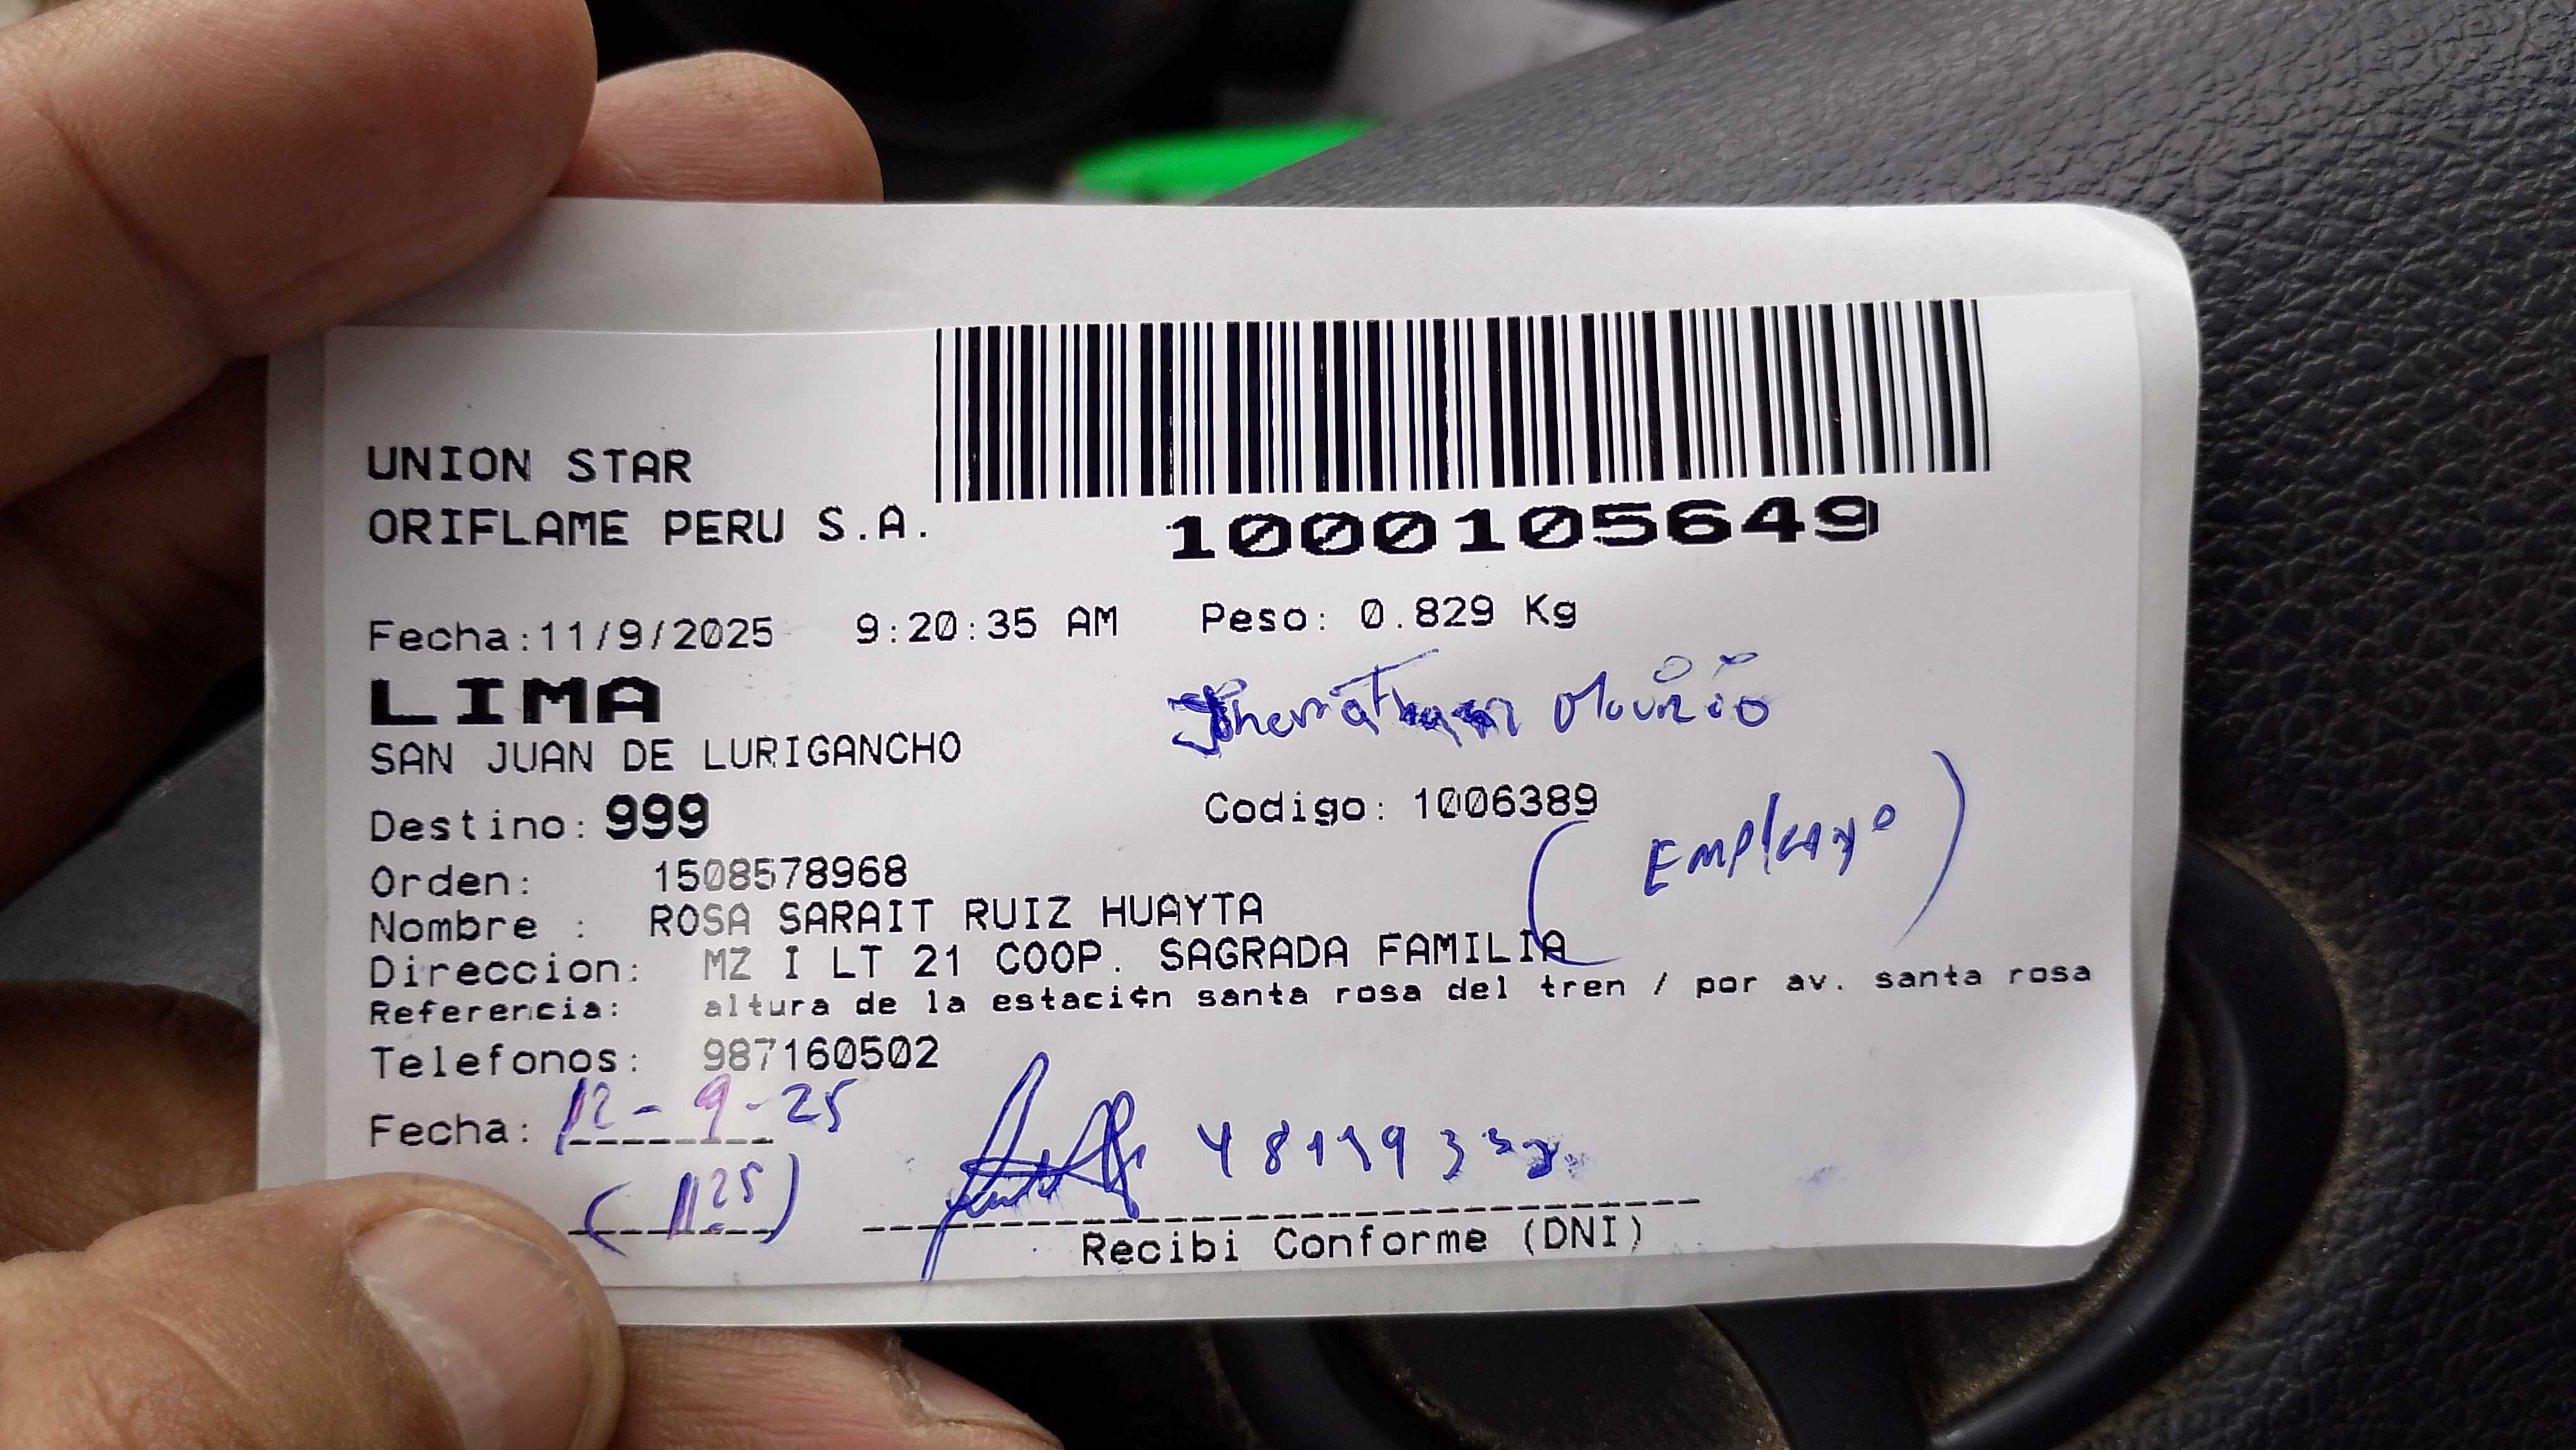 UNION STAR
ORIFLAME PERU S.A.
1000105649
Fecha:11/9/2025 9:20:35 AM Peso: 0.829 Kg
LIMA
SAN JUAN DE LURIGANCHO
Destino: 999 Codigo: 1006389
Orden: 1508578968
Nombre : ROSA SARAIT RUIZ HUAYTA
Direccion: MZ I LT 21 COOP. SAGRADA FAMILIA
Referencia: altura de la estaci¢n santa rosa del tren / por av. santa rosa
Telefonos: 987160502
Fecha: 12-9-25
(1125)
Recibi Conforme (DNI)